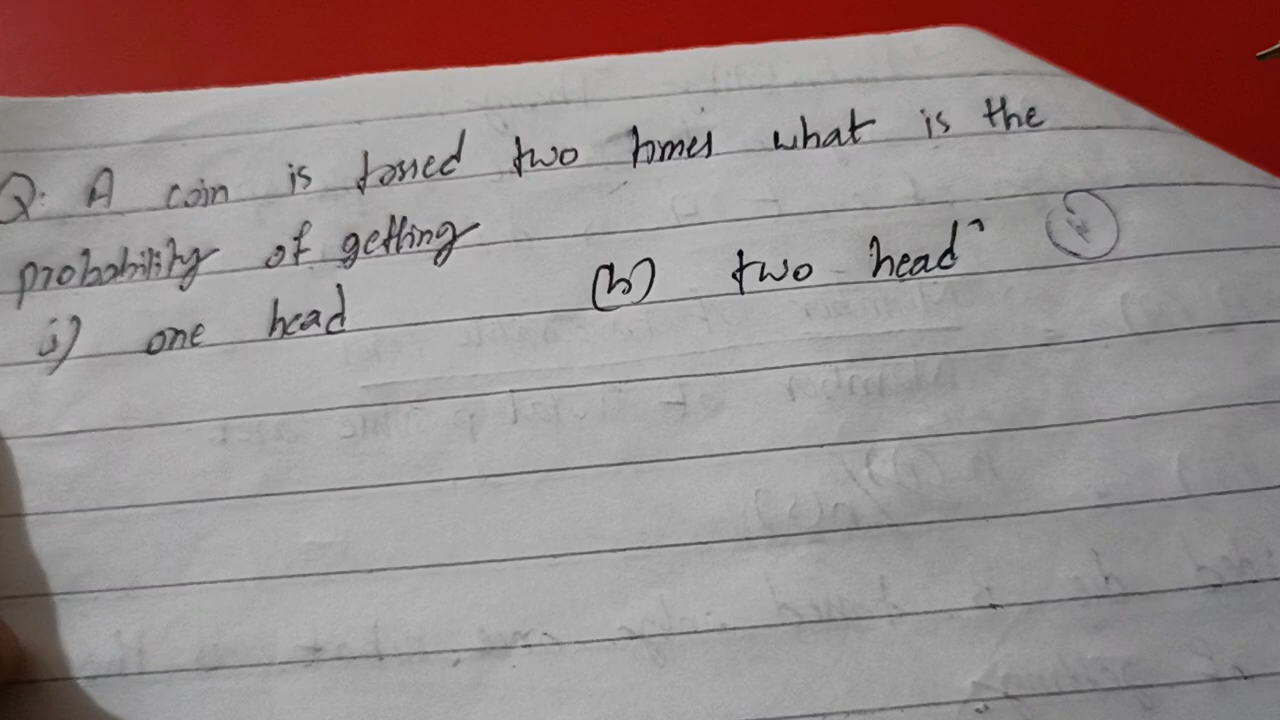 Q: A coin is tossed two times what is the
probability of getting
i) one head (b) two head